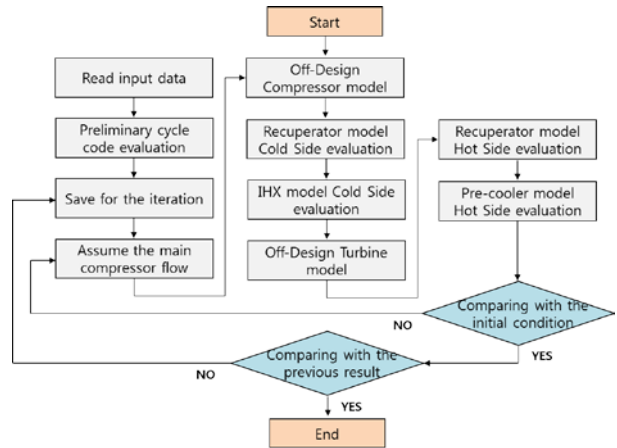 Start
Read input data
Preliminary cycle
code evaluation
Save for the iteration
Assume the main
compressor flow
Off-Design
Compressor model
Recuperator model
Cold Side evaluation
IHX model Cold Side
evaluation
Off-Design Turbine
model
Recuperator model
Hot Side evaluation
Pre-cooler model
Hot Side evaluation
Comparing with the
initial condition
NO
YES
Comparing with the
previous result
NO
YES
End